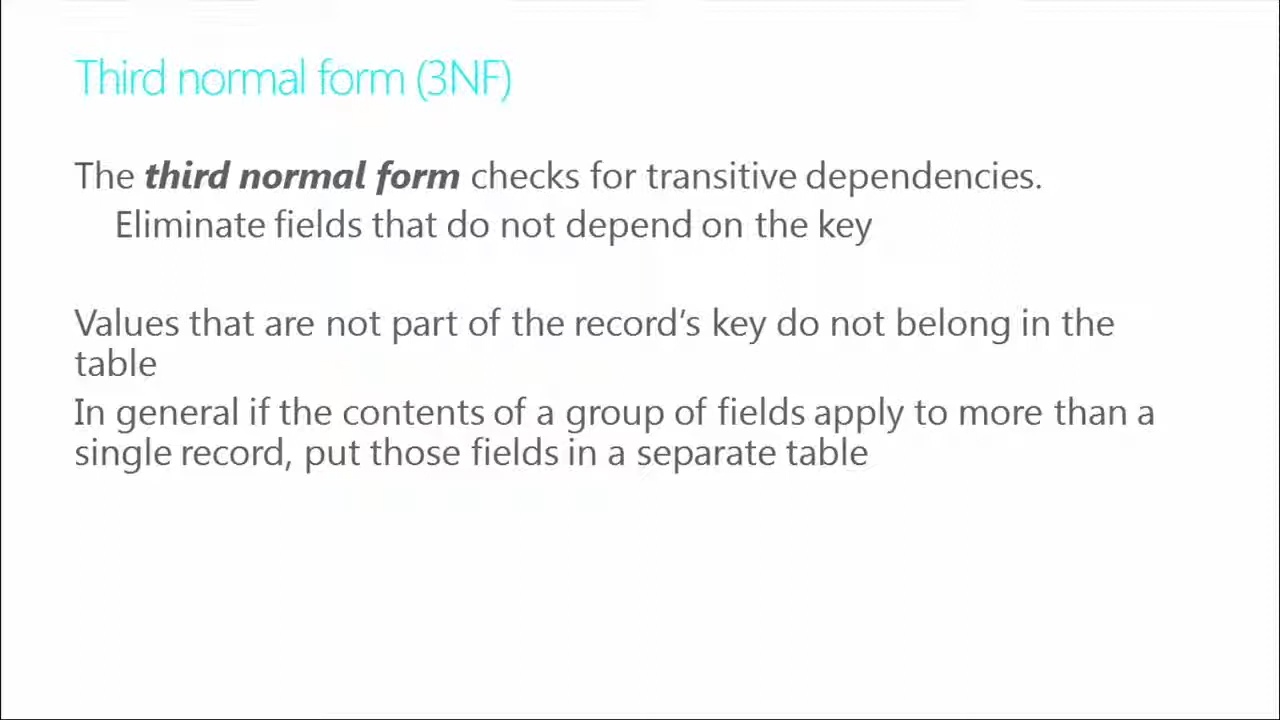 Third normal form (3NF)
The third normal form checks for transitive dependencies.
Eliminate fields that do not depend on the key
Values that are not part of the record’s key do not belong in the
table
In general if the contents of a group of fields apply to more than a
single record, put those fields in a separate table